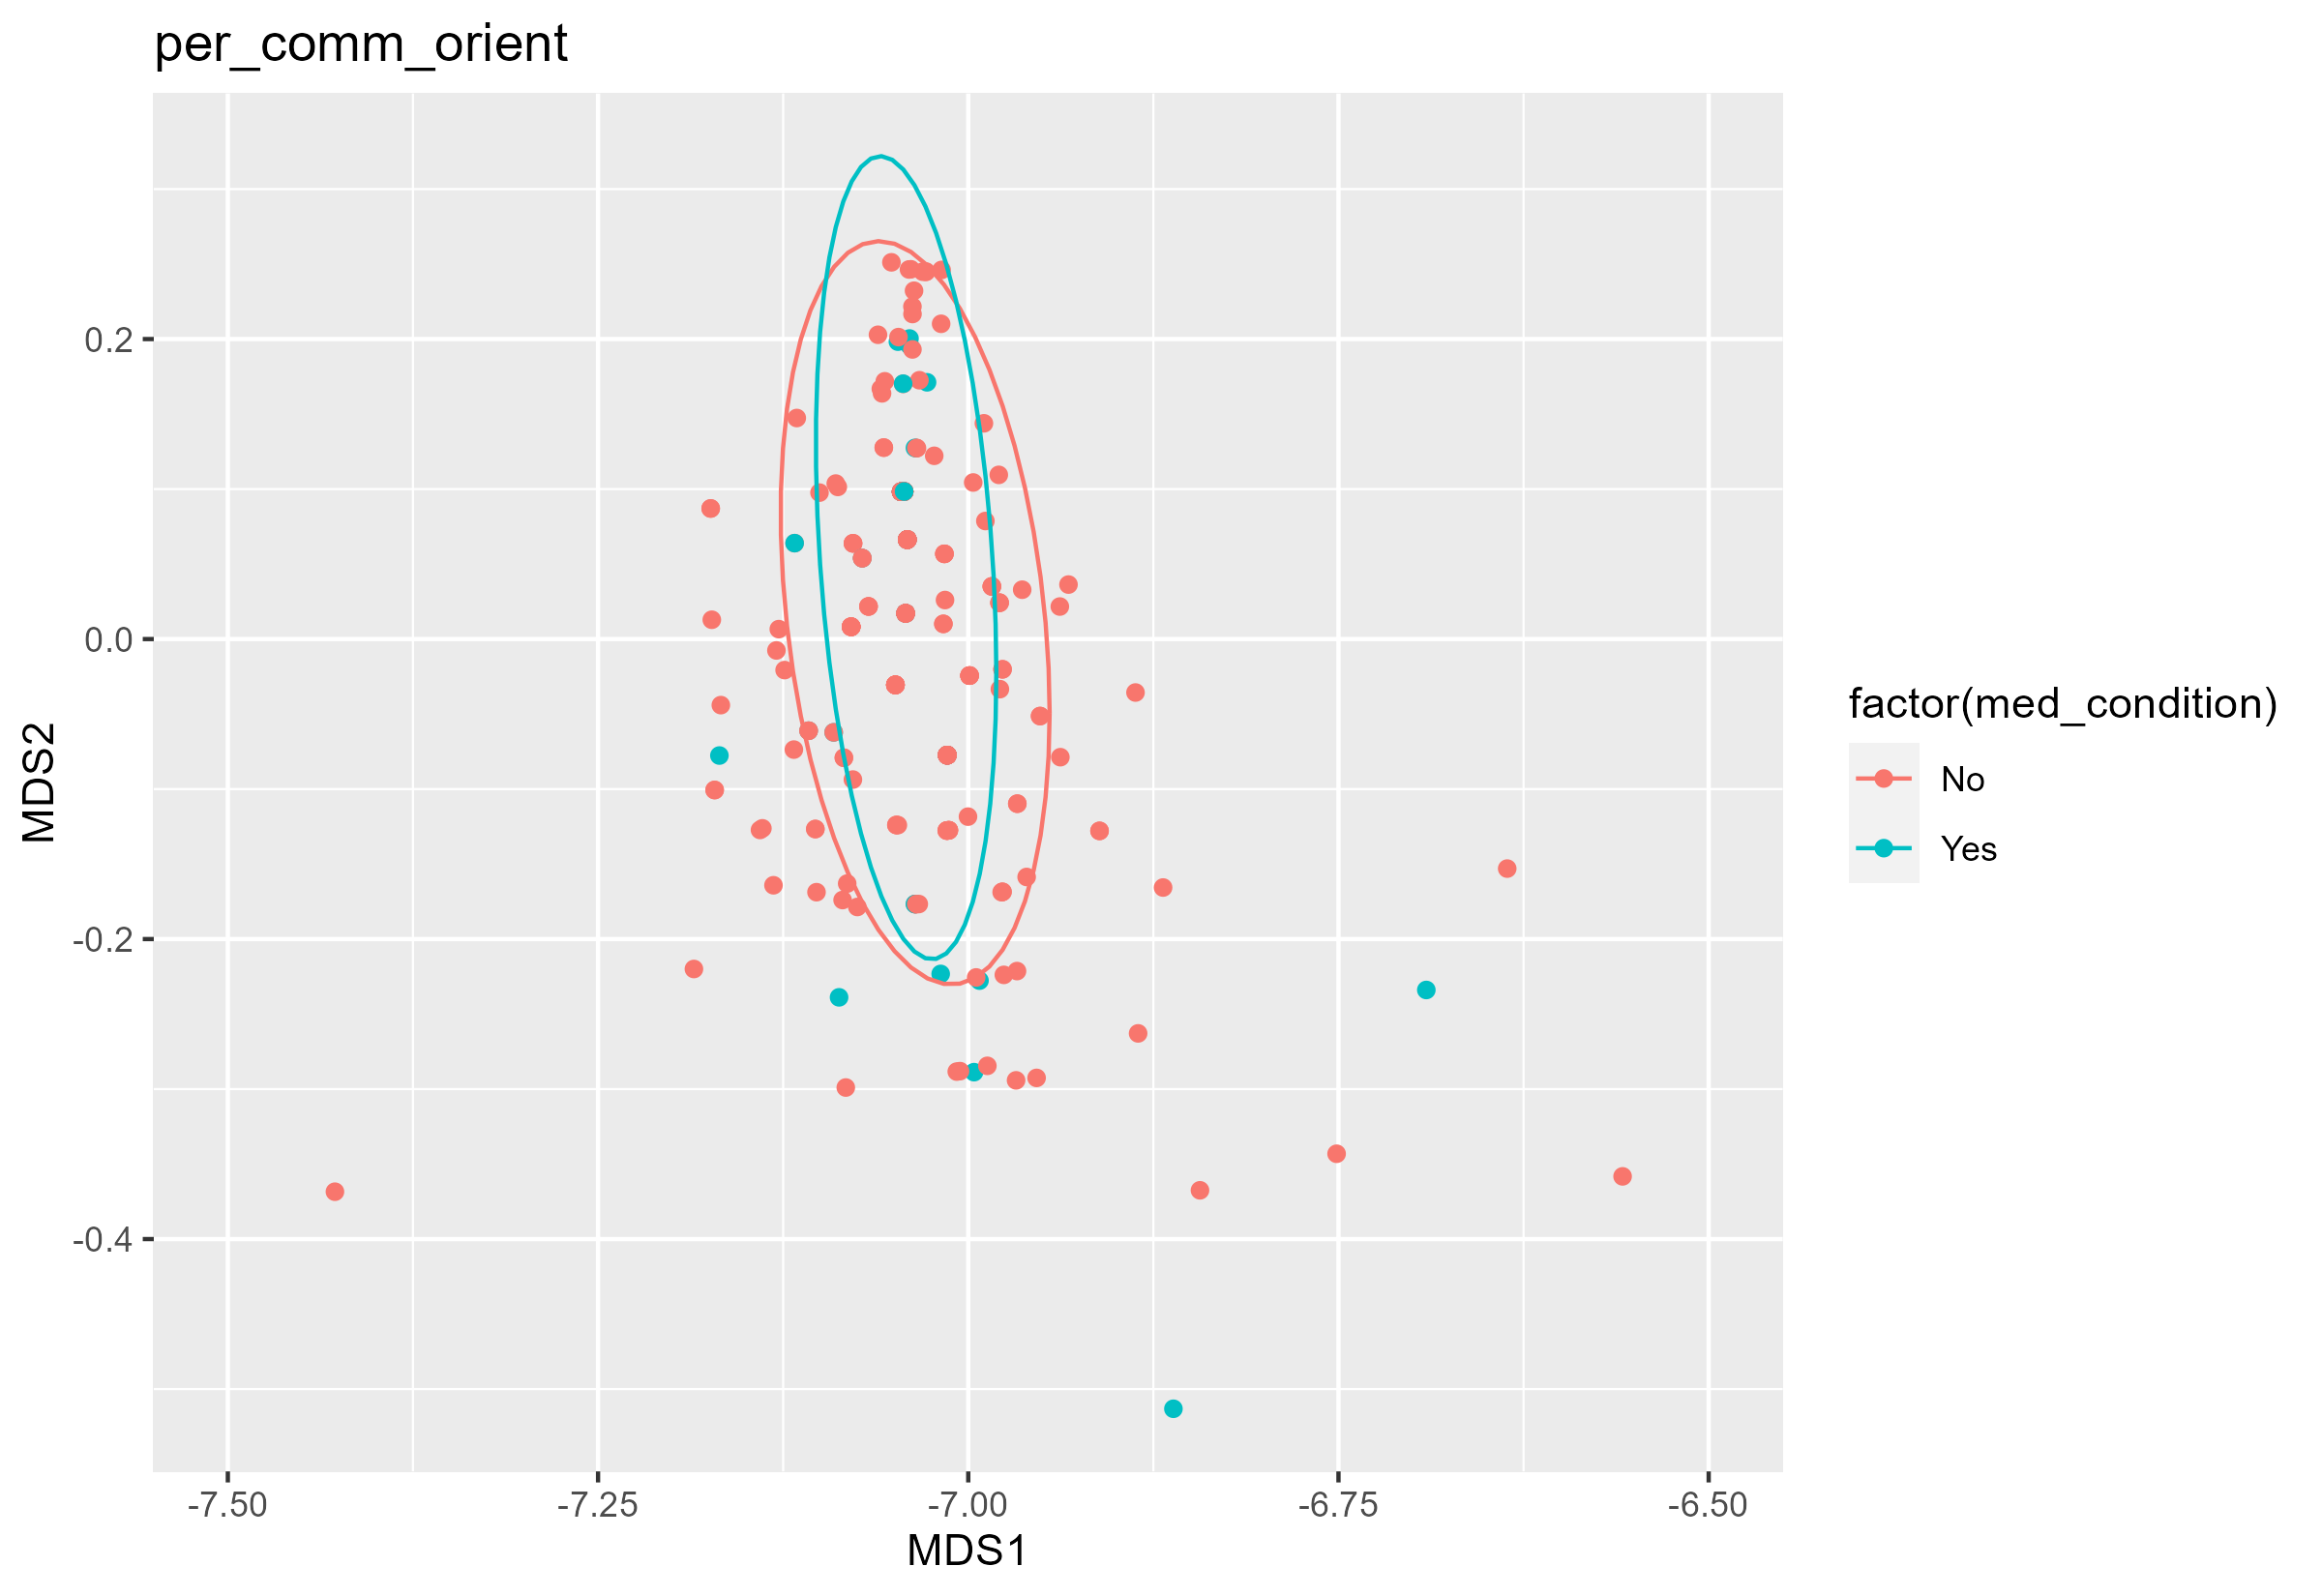 per_comm_orient
MDS2
0.2
0.0
-0.2
-0.4
-7.50
-7.25
-7.00
-6.75
-6.50
MDS1
factor(med_condition)
No
Yes